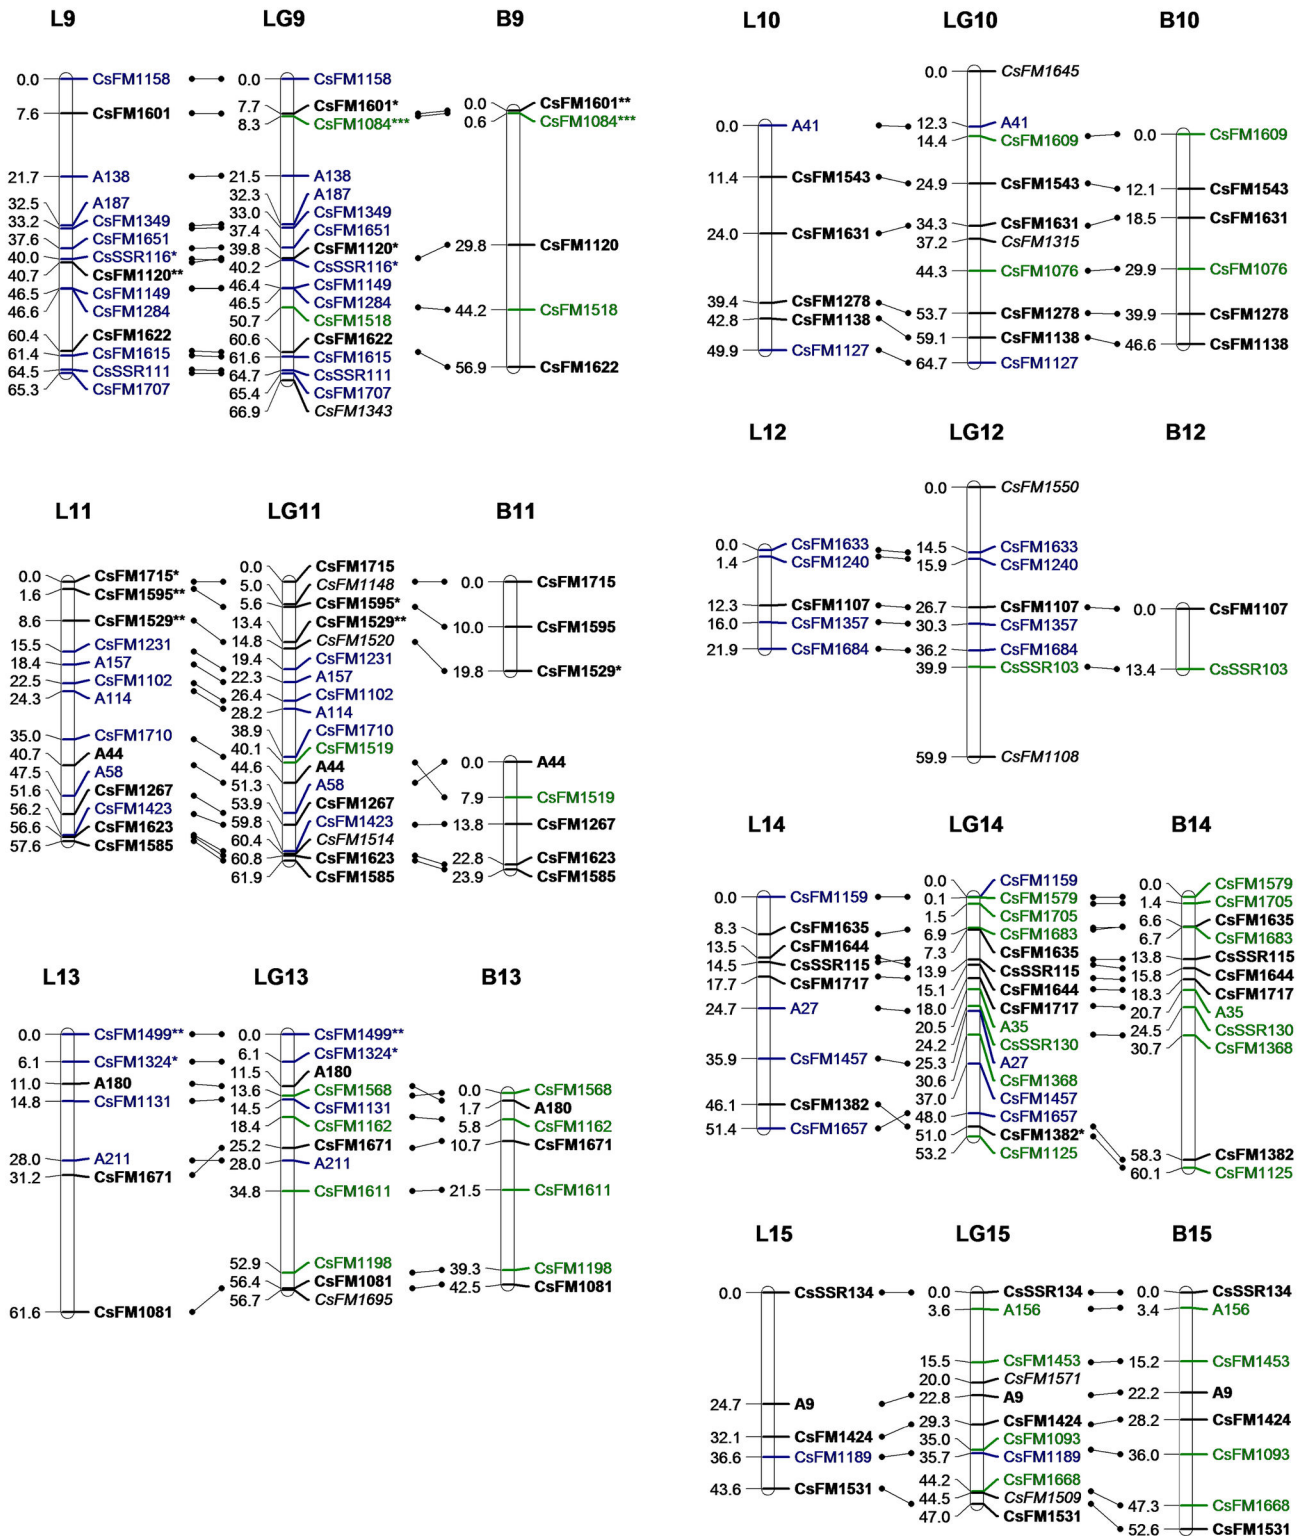 L9 LG9 B9
0.0 CsFM1158
7.6 CsFM1601
21.7 A138
32.5 A187
33.2 CsFM1349
37.6 CsFM1651
40.0 CsSSR116*
40.7 CsFM1120**
46.5 CsFM1149
46.6 CsFM1284
60.4 CsFM1622
61.4 CsFM1615
64.5 CsSSR111
65.3 CsFM1707
0.0 CsFM1158
7.7 CsFM1601*
8.3 CsFM1084***
21.5 A138
32.3 A187
33.0 CsFM1349
37.4 CsFM1651
39.8 CsFM1120*
40.2 CsSSR116*
46.4 CsFM1149
46.5 CsFM1284
50.7 CsFM1518
60.6 CsFM1622
61.6 CsFM1615
64.7 CsSSR111
65.4 CsFM1707
66.9 CsFM1343
0.0 CsFM1601**
0.6 CsFM1084***
29.8 CsFM1120
44.2 CsFM1518
56.9 CsFM1622
L10 LG10 B10
0.0 A41
11.4 CsFM1543
24.0 CsFM1631
39.4 CsFM1278
42.8 CsFM1138
49.9 CsFM1127
0.0 CsFM1645
12.3 A41
14.4 CsFM1609
24.9 CsFM1543
34.3 CsFM1631
37.2 CsFM1315
44.3 CsFM1076
53.7 CsFM1278
59.1 CsFM1138
64.7 CsFM1127
0.0 CsFM1609
12.1 CsFM1543
18.5 CsFM1631
29.9 CsFM1076
39.9 CsFM1278
46.6 CsFM1138
L11 LG11 B11
0.0 CsFM1715*
1.6 CsFM1595**
8.6 CsFM1529**
15.5 CsFM1231
18.4 A157
22.5 CsFM1102
24.3 A114
35.0 CsFM1710
40.7 A44
47.5 A58
51.6 CsFM1267
56.2 CsFM1423
56.6 CsFM1623
57.6 CsFM1585
0.0 CsFM1715
5.0 CsFM1148
5.6 CsFM1595*
13.4 CsFM1529**
14.8 CsFM1520
19.4 CsFM1231
22.3 A157
26.4 CsFM1102
28.2 A114
38.9 CsFM1710
40.1 CsFM1519
44.6 A44
51.3 A58
53.9 CsFM1267
59.8 CsFM1423
60.4 CsFM1514
60.8 CsFM1623
61.9 CsFM1585
0.0 CsFM1715
10.0 CsFM1595
19.8 CsFM1529*
0.0 A44
7.9 CsFM1519
13.8 CsFM1267
22.8 CsFM1623
23.9 CsFM1585
L12 LG12 B12
0.0 CsFM1633
1.4 CsFM1240
12.3 CsFM1107
16.0 CsFM1357
21.9 CsFM1684
0.0 CsFM1550
14.5 CsFM1633
15.9 CsFM1240
26.7 CsFM1107
30.3 CsFM1357
36.2 CsFM1684
39.9 CsSSR103
59.9 CsFM1108
0.0 CsFM1107
13.4 CsSSR103
L13 LG13 B13
0.0 CsFM1499**
6.1 CsFM1324*
11.0 A180
14.8 CsFM1131
28.0 A211
31.2 CsFM1671
61.6 CsFM1081
0.0 CsFM1499**
6.1 CsFM1324*
11.5 A180
13.6 CsFM1568
14.5 CsFM1131
18.4 CsFM1162
25.2 CsFM1671
28.0 A211
34.8 CsFM1611
52.9 CsFM1198
56.4 CsFM1081
56.7 CsFM1695
0.0 CsFM1568
1.7 A180
5.8 CsFM1162
10.7 CsFM1671
21.5 CsFM1611
39.3 CsFM1198
42.5 CsFM1081
L14 LG14 B14
0.0 CsFM1159
8.3 CsFM1635
13.5 CsFM1644
14.5 CsSSR115
17.7 CsFM1717
24.7 A27
35.9 CsFM1457
46.1 CsFM1382
51.4 CsFM1657
0.0 CsFM1159
0.1 CsFM1579
1.5 CsFM1705
6.9 CsFM1683
7.3 CsFM1635
13.9 CsSSR115
15.1 CsFM1644
18.0 CsFM1717
20.5 A35
24.2 CsSSR130
25.3 A27
30.6 CsFM1368
37.0 CsFM1457
48.0 CsFM1657
51.0 CsFM1382*
53.2 CsFM1125
0.0 CsFM1579
1.4 CsFM1705
6.6 CsFM1635
6.7 CsFM1683
13.8 CsSSR115
15.8 CsFM1644
18.3 CsFM1717
20.7 A35
24.5 CsSSR130
30.7 CsFM1368
58.3 CsFM1382
60.1 CsFM1125
L15 LG15 B15
0.0 CsSSR134
24.7 A9
32.1 CsFM1424
36.6 CsFM1189
43.6 CsFM1531
0.0 CsSSR134
3.6 A156
15.5 CsFM1453
20.0 CsFM1571
22.8 A9
29.3 CsFM1424
35.0 CsFM1093
35.7 CsFM1189
44.2 CsFM1668
44.5 CsFM1509
47.0 CsFM1531
0.0 CsSSR134
3.4 A156
15.2 CsFM1453
22.2 A9
28.2 CsFM1424
36.0 CsFM1093
47.3 CsFM1668
52.6 CsFM1531